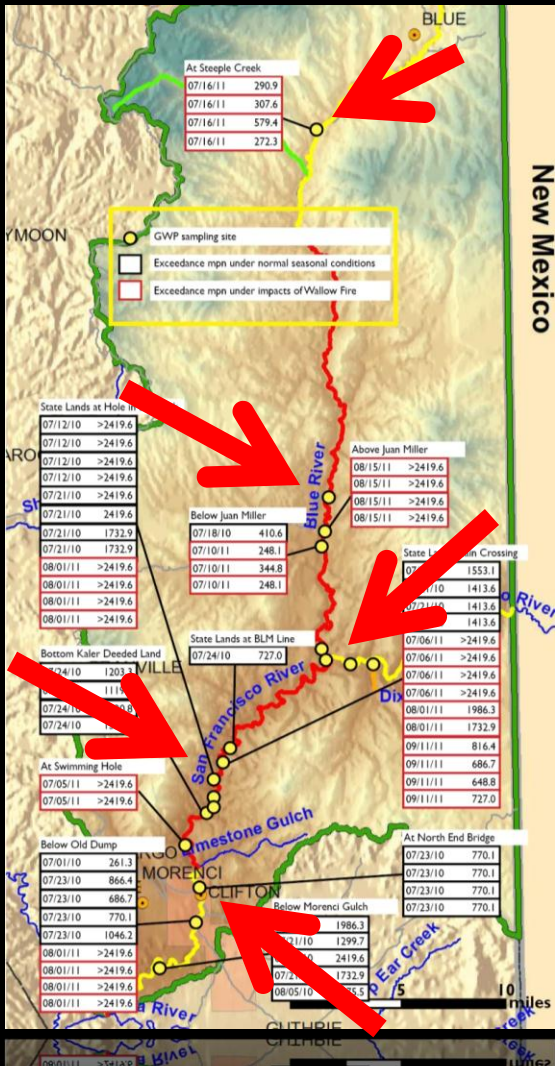 BLUE
At Steeple Creek
07/16/11 290.9
07/16/11 307.6
07/16/11 579.4
07/16/11 272.3
New Mexico
YMOON
GWP sampling site
Exceedance mpn under normal seasonal conditions
Exceedance mpn under impacts of Wallow Fire
State Lands at Hole in
07/12/10 >2419.6
07/12/10 >2419.6
07/12/10 >2419.6
07/12/10 >2419.6
07/21/10 >2419.6
07/21/10 2419.6
07/21/10 1732.9
07/21/10 1732.9
08/01/11 >2419.6
08/01/11 >2419.6
08/01/11 >2419.6
08/01/11 >2419.6
Blue River
Above Juan Miller
08/15/11 >2419.6
08/15/11 >2419.6
08/15/11 >2419.6
08/15/11 >2419.6
Below Juan Miller
07/18/10 410.6
07/10/11 248.1
07/10/11 344.8
07/10/11 248.1
State Crossing
1553.1
1413.6
1413.6
1413.6
07/06/11 >2419.6
07/06/11 >2419.6
07/06/11 >2419.6
07/06/11 >2419.6
08/01/11 1986.3
08/01/11 1732.9
09/11/11 816.4
09/11/11 686.7
09/11/11 648.8
09/11/11 727.0
River
State Lands at BLM Line
07/24/10 727.0
San Francisco River
Bottom Kaler Deeded Land
VILLE
07/24/10
At Swimming Hole
07/05/11 >2419.6
07/05/11 >2419.6
Limestone Gulch
MORENCI
CLIFTON
Below Old Dump
07/01/10 261.3
07/23/10 866.4
07/23/10 686.7
07/23/10 770.1
07/23/10 1046.2
08/01/11 >2419.6
08/01/11 >2419.6
08/01/11 >2419.6
08/01/11 >2419.6
At North End Bridge
07/23/10 770.1
07/23/10 770.1
07/23/10 770.1
07/23/10 770.1
Below Morenci Gulch
1986.3
1299.7
2419.6
1732.9
08/05/10
Ear Creek
River
5 10
miles
GUTHRIE